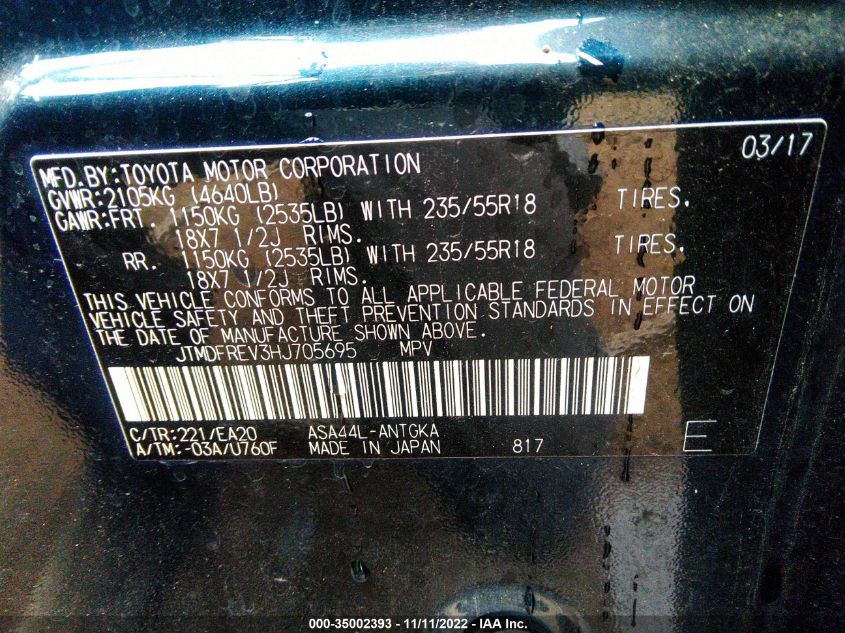 MFD.BY:TOYOTA MOTOR CORPORATION 03/17
GVWR:2105KG (4640LB)
GAWR:FRT. 1150KG (2535LB) WITH 235/55R18 TIRES.
18X7 1/2J RIMS.
RR. 1150KG (2535LB) WITH 235/55R18 TIRES.
18X7 1/2J RIMS.
THIS VEHICLE CONFORMS TO ALL APPLICABLE FEDERAL MOTOR
VEHICLE SAFETY AND THEFT PREVENTION STANDARDS IN EFFECT ON
THE DATE OF MANUFACTURE SHOWN ABOVE.
JTMDFREV3HJ705695 MPV
C/TR:221/EA20 ASA44L-ANTGKA
A/TM:-03A/U760F MADE IN JAPAN 817 E
000-35002393 - 11/11/2022 - IAA Inc.